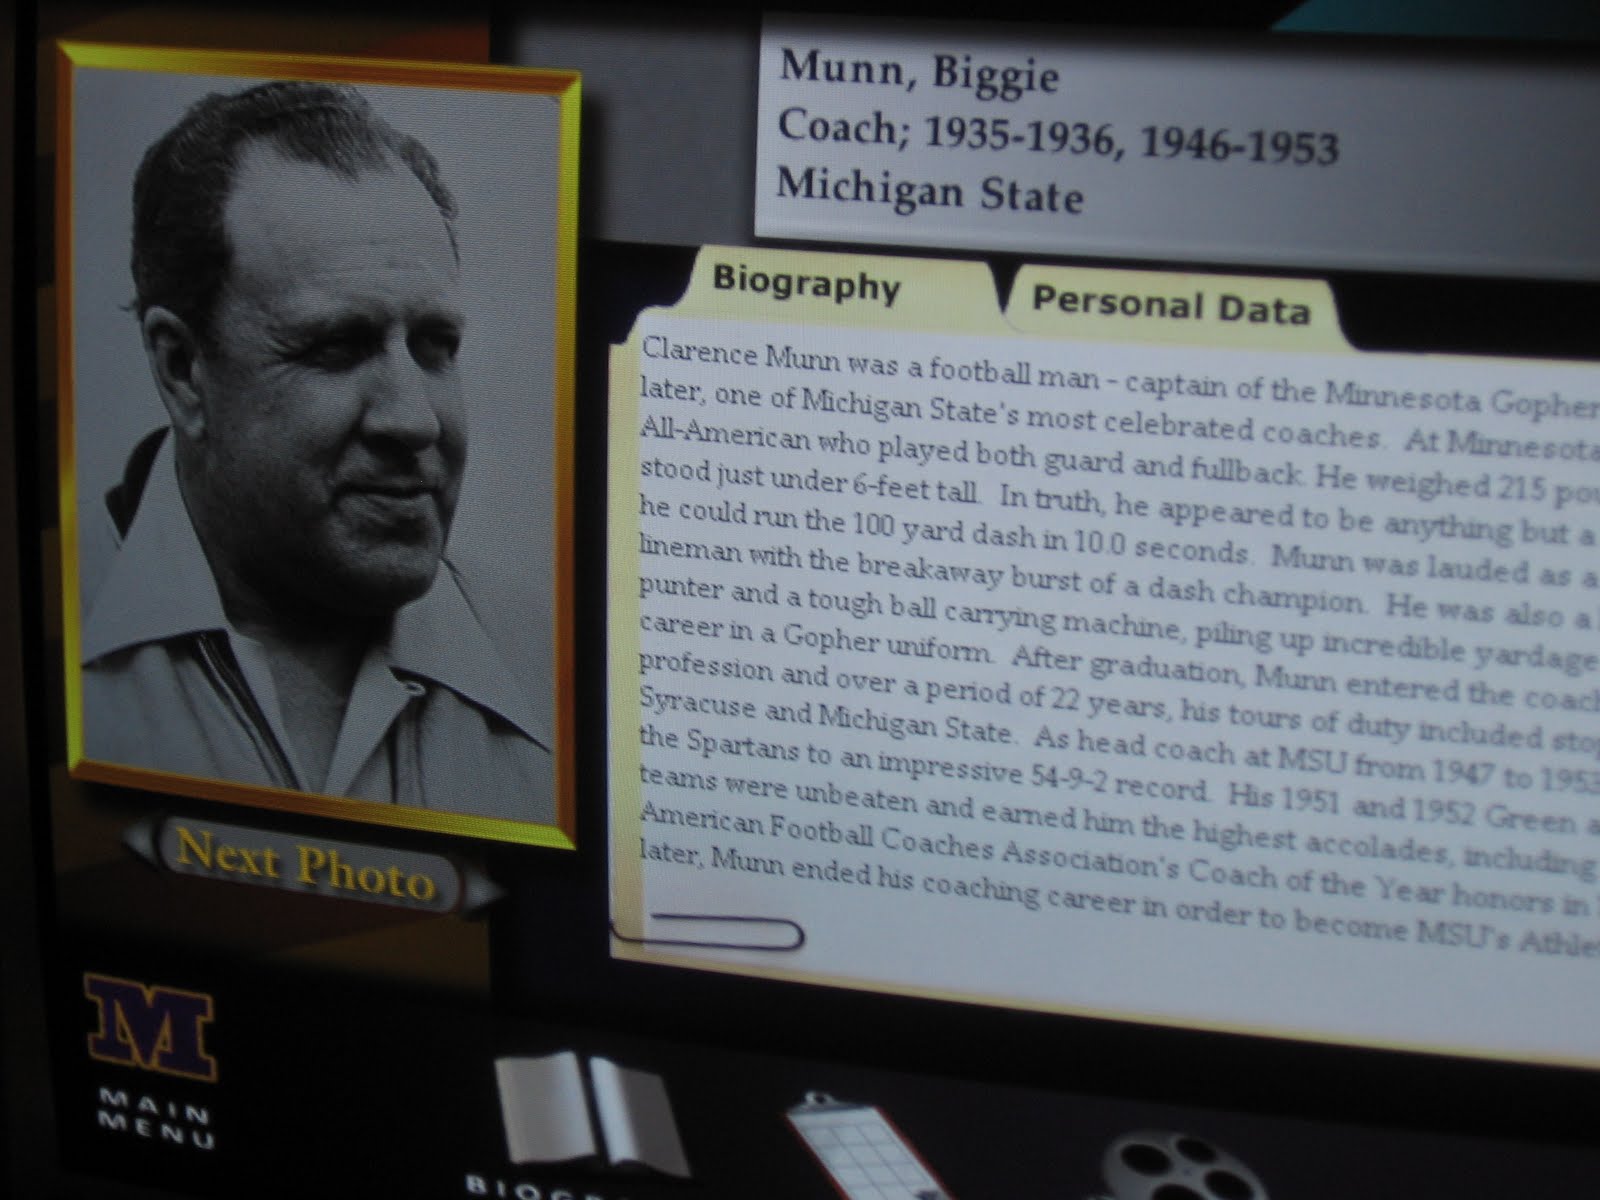 Munn, Biggie
Coach; 1935-1936, 1946-1953
Michigan State
Biography
Personal Data
Clarence Munn was a football man - captain of the Minnesota Gopher
later, one of Michigan State's most celebrated coaches. At Minnesota
All-American who played both guard and fullback. He weighed 215 pou
stood just under 6-feet tall. In truth, he appeared to be anything but a
he could run the 100 yard dash in 10.0 seconds. Munn was lauded as a
lineman with the breakaway burst of a dash champion. He was also a
punter and a tough ball carrying machine, piling up incredible yardage
career in a Gopher uniform. After graduation, Munn entered the coach
profession and over a period of 22 years, his tours of duty included stop
Syracuse and Michigan State. As head coach at MSU from 1947 to 1953
the Spartans to an impressive 54-9-2 record. His 1951 and 1952 Green a
teams were unbeaten and earned him the highest accolades, including
American Football Coaches Association's Coach of the Year honors in
later, Munn ended his coaching career in order to become MSU's Athle
Next Photo
M
MAIN
MENU